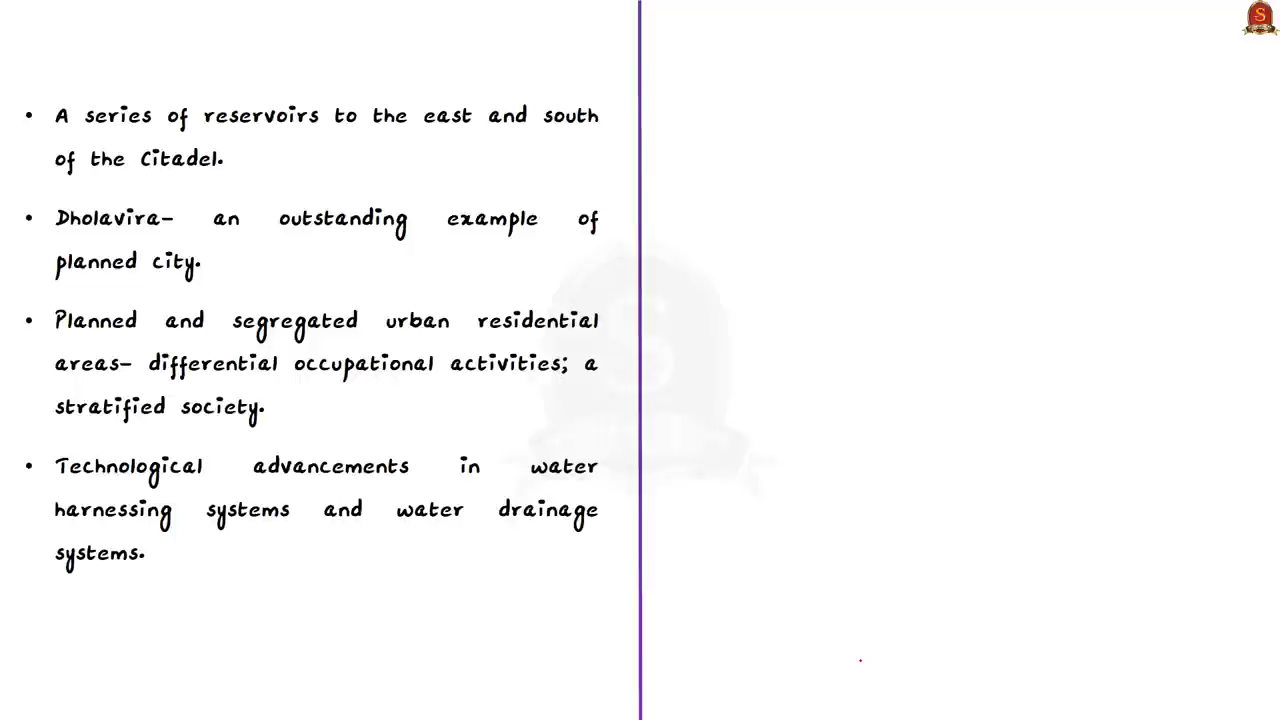 • A series of reservoirs to the east and south
of the Citadel.
• Dholavira- an outstanding example of
planned city.
• Planned and segregated urban residential
areas- differential occupational activities; a
stratified society.
• Technological advancements in water
harnessing systems and water drainage
systems.
S